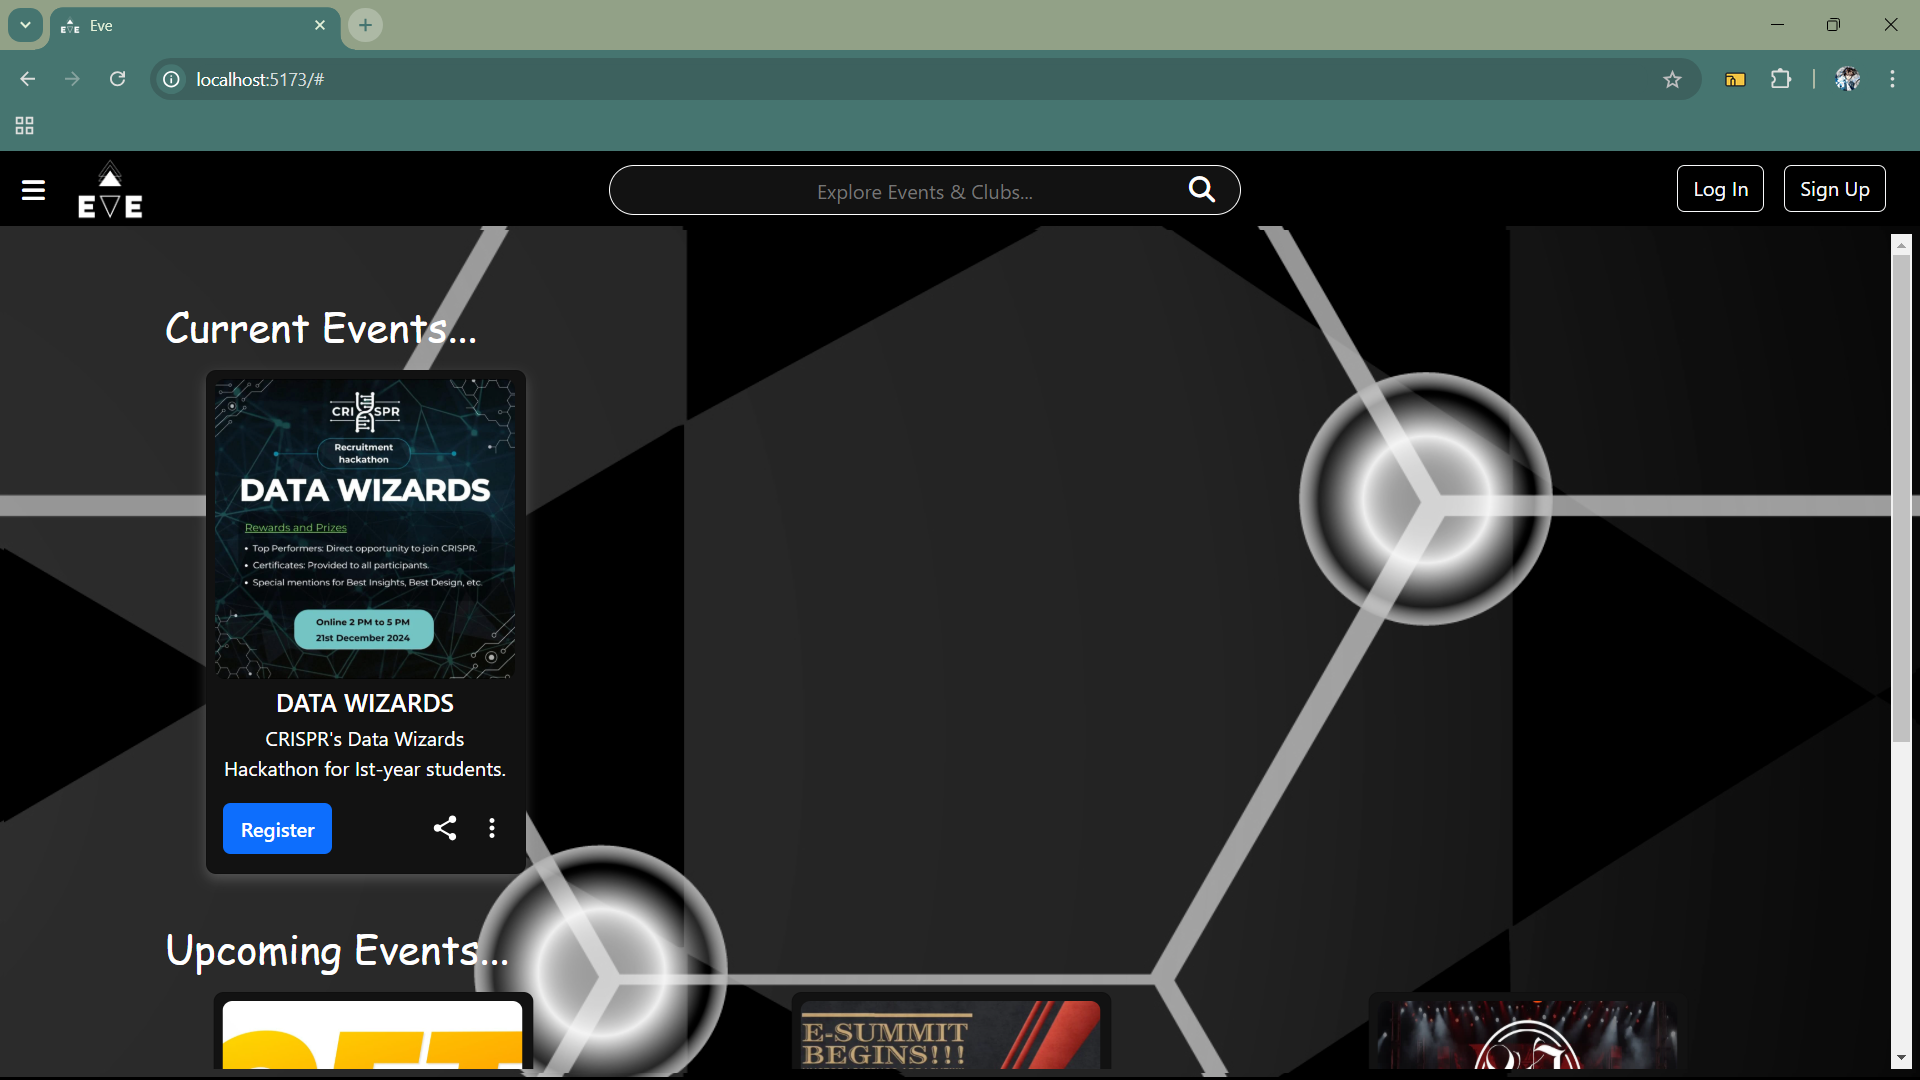 Eve
localhost:5173/#
EVE
Explore Events & Clubs...
Log In
Sign Up
Current Events...
CRISPR
Recruitment
hackathon
DATA WIZARDS
Rewards and Prizes
• Top Performers: Direct opportunity to join CRISPR.
• Certificates: Provided to all participants.
• Special mentions for Best Insights, Best Design, etc.
Online 2 PM to 5 PM
21st December 2024
DATA WIZARDS
CRISPR's Data Wizards
Hackathon for Ist-year students.
Register
Upcoming Events...
E-SUMMIT
BEGINS!!!